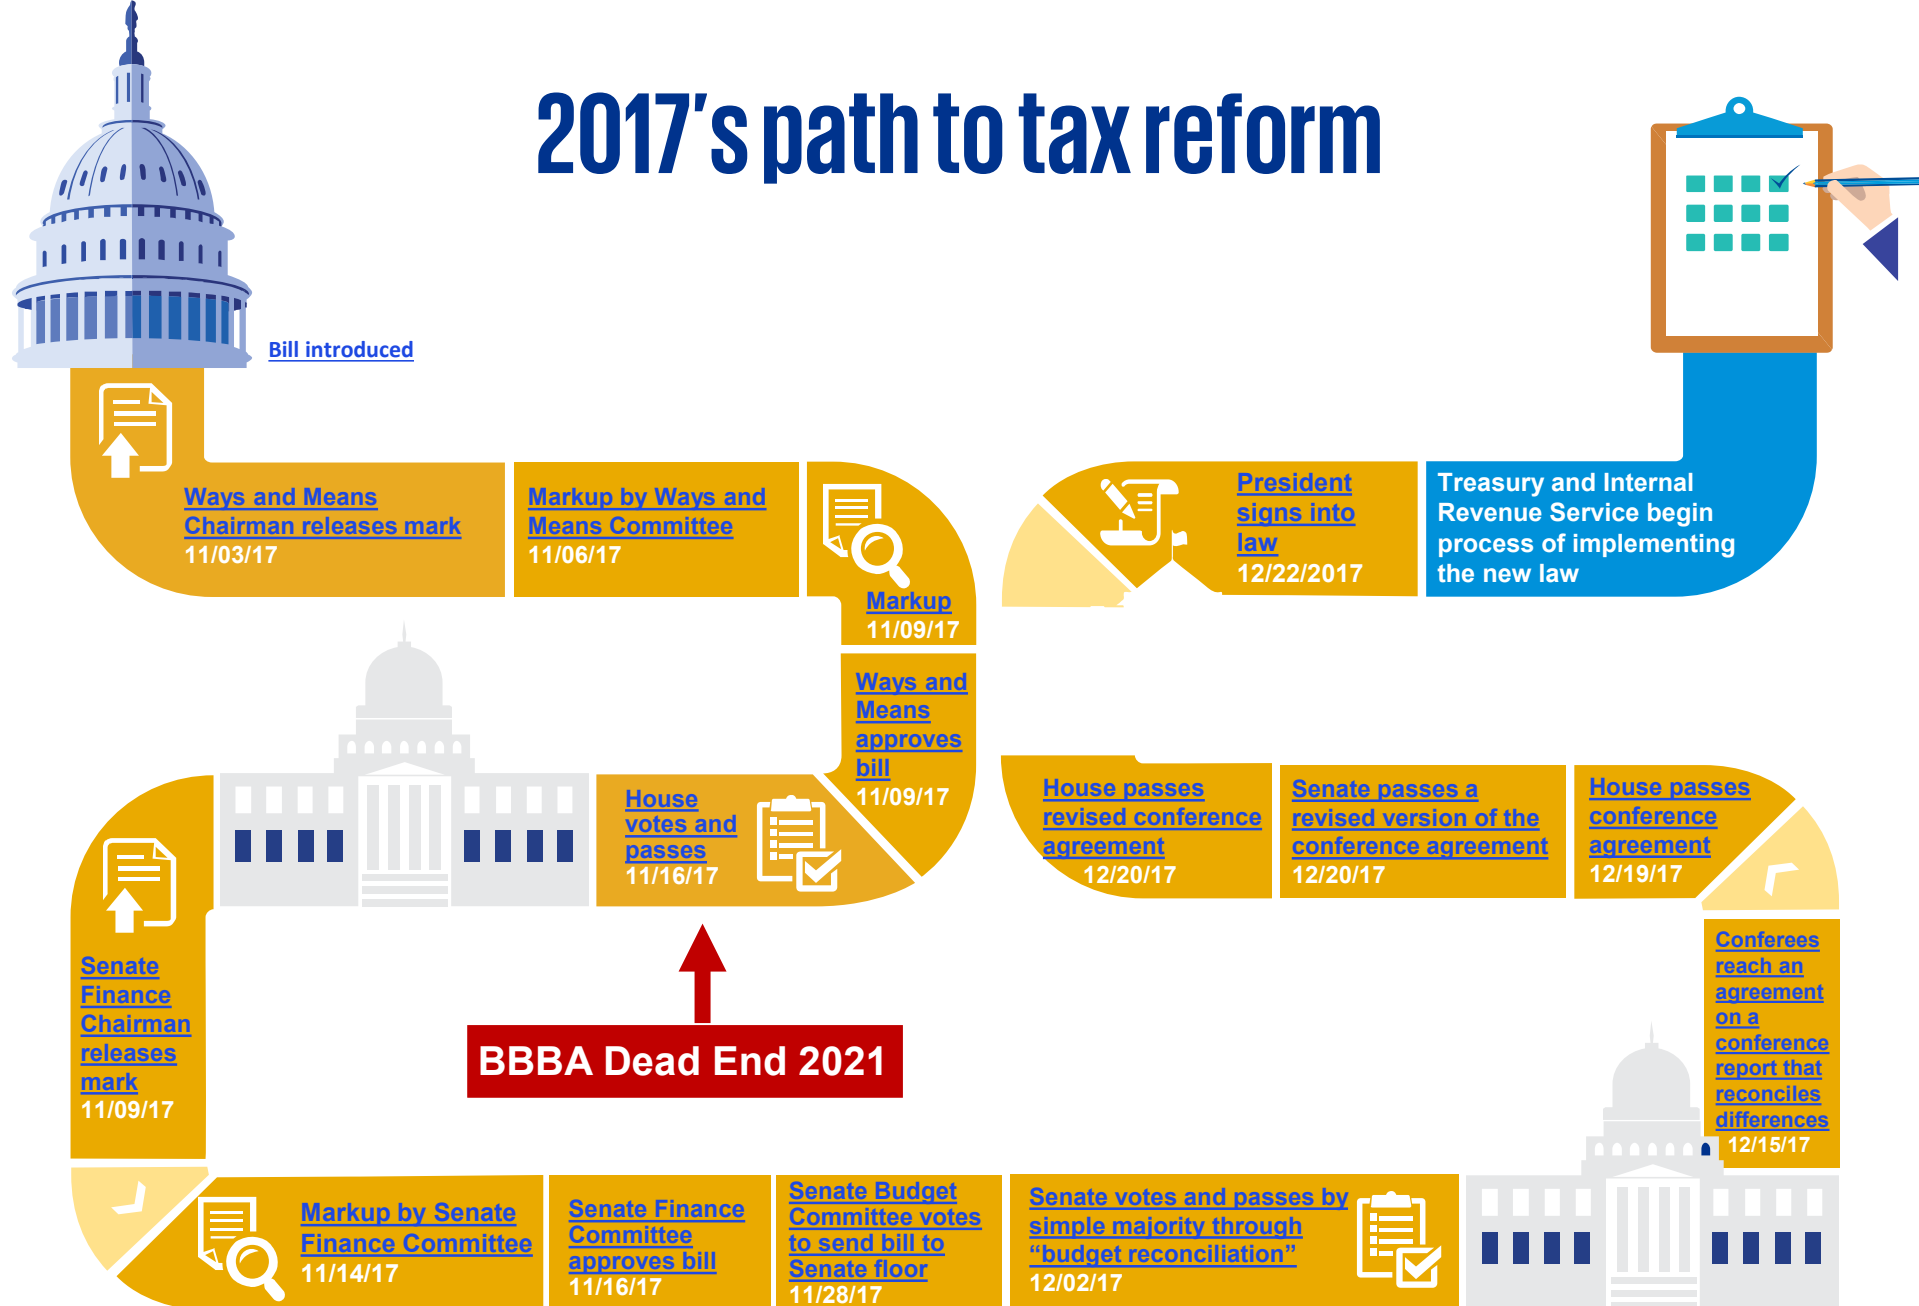 2017's path to tax reform
Bill introduced
Ways and Means
Chairman releases mark
11/03/17
Markup by Ways and
Means Committee
11/06/17
Markup
11/09/17
Ways and
Means
approves
bill
11/09/17
House
votes and
passes
11/16/17
BBBA Dead End 2021
Senate
Finance
Chairman
releases
mark
11/09/17
Markup by Senate
Finance Committee
11/14/17
Senate Finance
Committee
approves bill
11/16/17
Senate Budget
Committee votes
to send bill to
Senate floor
11/28/17
Senate votes and passes by
simple majority through
“budget reconciliation”
12/02/17
Conferees
reach an
agreement
on a
conference
report that
reconciles
differences
12/15/17
House passes
conference
agreement
12/19/17
Senate passes a
revised version of the
conference agreement
12/20/17
House passes
revised conference
agreement
12/20/17
President
signs into
law
12/22/2017
Treasury and Internal
Revenue Service begin
process of implementing
the new law